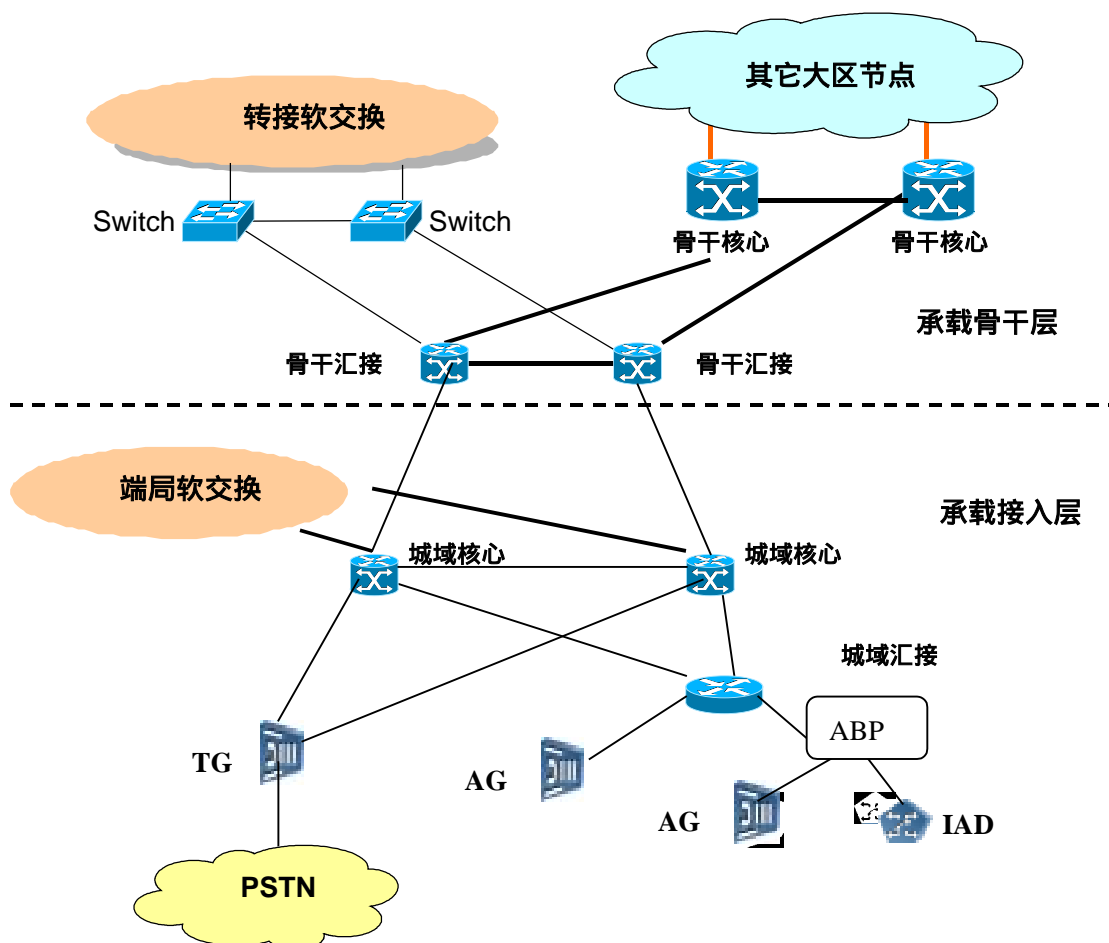 其它大区节点
转接软交换
Switch
Switch
骨干核心
骨干核心
承载骨干层
骨干汇接
骨干汇接
端局软交换
承载接入层
城域核心
城域核心
城域汇接
ABP
TG
AG
AG
IAD
PSTN